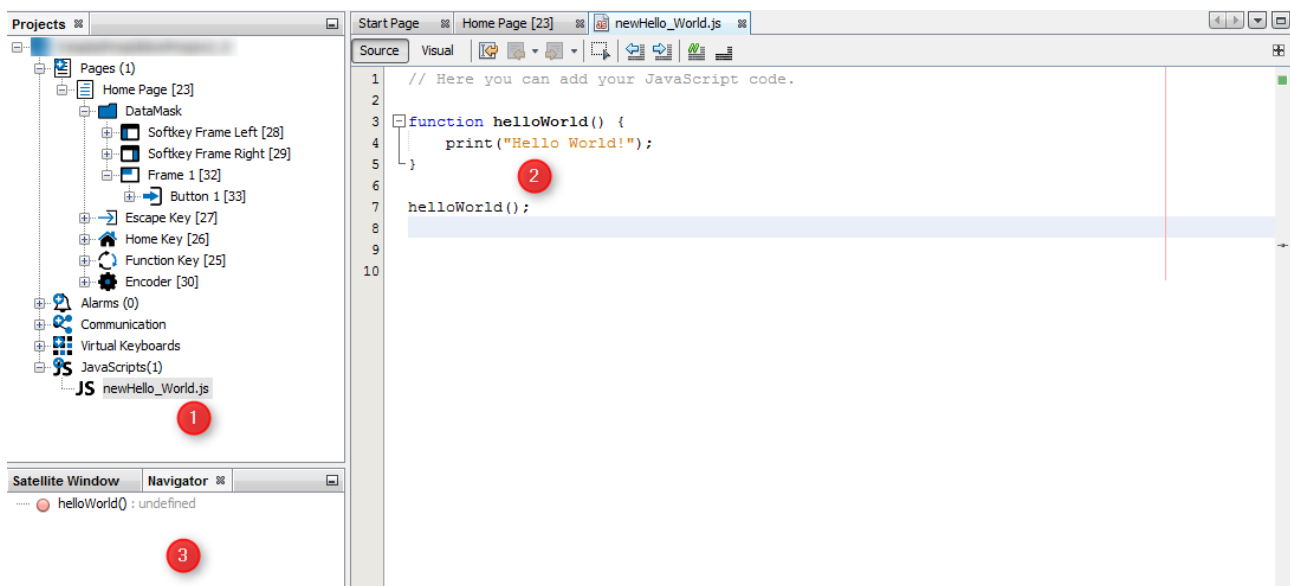 Projects
Pages (1)
Home Page [23]
DataMask
Softkey Frame Left [28]
Softkey Frame Right [29]
Frame 1 [32]
Button 1 [33]
Escape Key [27]
Home Key [26]
Function Key [25]
Encoder [30]
Alarms (0)
Communication
Virtual Keyboards
JavaScripts(1)
JS newHello_World.js
1
Satellite Window Navigator
helloWorld() : undefined
3
Start Page Home Page [23] newHello_World.js
Source Visual
1 // Here you can add your JavaScript code.
2
3 function helloWorld() {
4 print("Hello World!");
5 }
2
6
7 helloWorld();
8
9
10